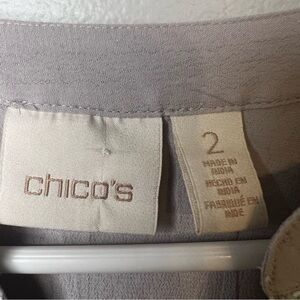 chico's
2
MADE IN
INDIA
HECHO EN
INDIA
FABRIQUÉ EN
INDE